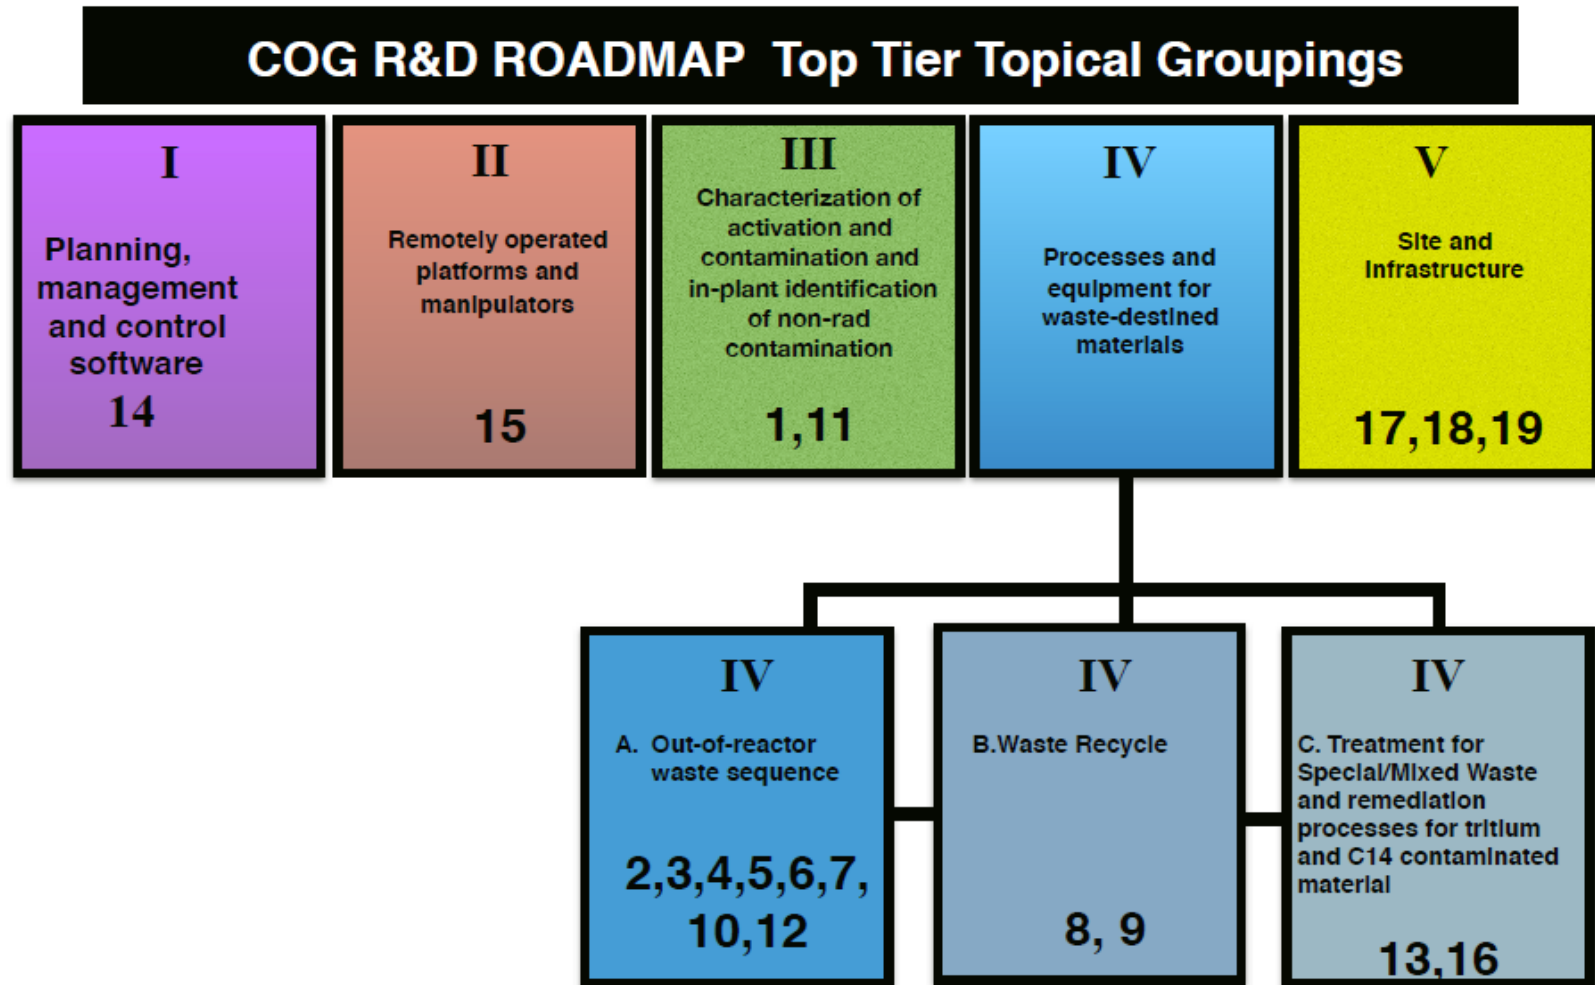 COG R&D ROADMAP Top Tier Topical Groupings
I
Planning,
management
and control
software
14
II
Remotely operated
platforms and
manipulators
15
III
Characterization of
activation and
contamination and
in-plant identification
of non-rad
contamination
1,11
IV
Processes and
equipment for
waste-destined
materials
V
Site and
Infrastructure
17,18,19
IV
A. Out-of-reactor
waste sequence
2,3,4,5,6,7,
10,12
IV
B.Waste Recycle
8, 9
IV
C. Treatment for
Special/Mixed Waste
and remediation
processes for tritium
and C14 contaminated
material
13,16